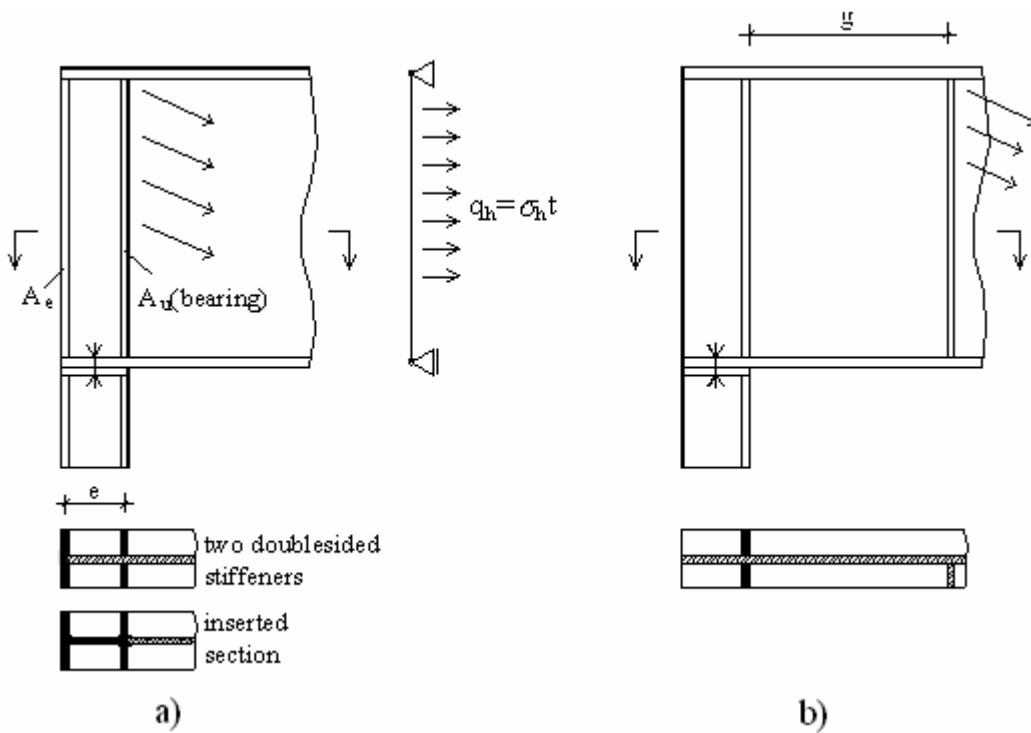 g
qh=σht
Ae
Au(bearing)
e
two doublesided
stiffeners
inserted
section
a)
b)